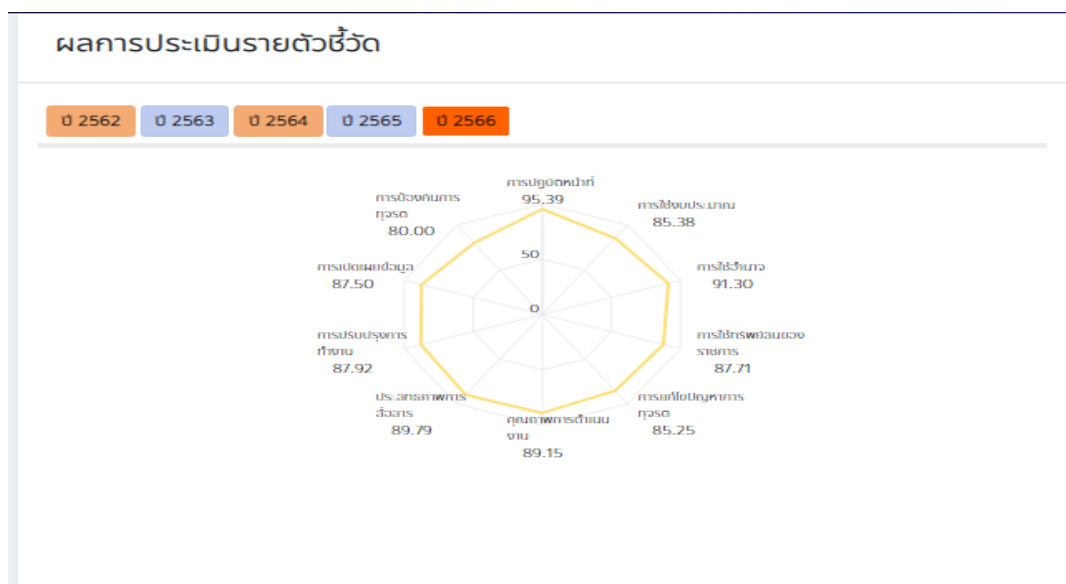 ผลการประเมินรายตัวชี้วัด
ปี 2562 ปี 2563 ปี 2564 ปี 2565 ปี 2566
การปฏิบัติหน้าที่
95.39
การใช้งบประมาณ
85.38
การใช้อำนาจ
91.30
การใช้ทรัพย์สินของ
ราชการ
87.71
การแก้ไขปัญหาการ
ทุจริต
85.25
คุณภาพการดำเนิน
งาน
89.15
ประสิทธิภาพการ
สื่อสาร
89.79
การปรับปรุงการ
ทำงาน
87.92
การเปิดเผยข้อมูล
87.50
การป้องกันการ
ทุจริต
80.00
50
0